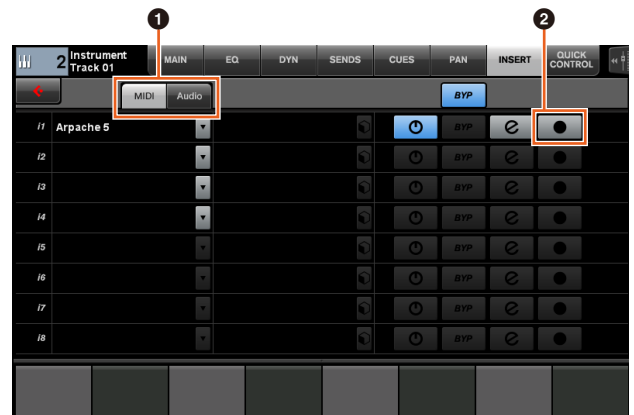 1 2
2 Instrument Track 01 MAIN EQ DYN SENDS CUES PAN INSERT QUICK CONTROL
MIDI Audio BYP
i1 Arpache 5 BYP e
i2 BYP e
i3 BYP e
i4 BYP e
i5 BYP e
i6 BYP e
i7 BYP e
i8 BYP e